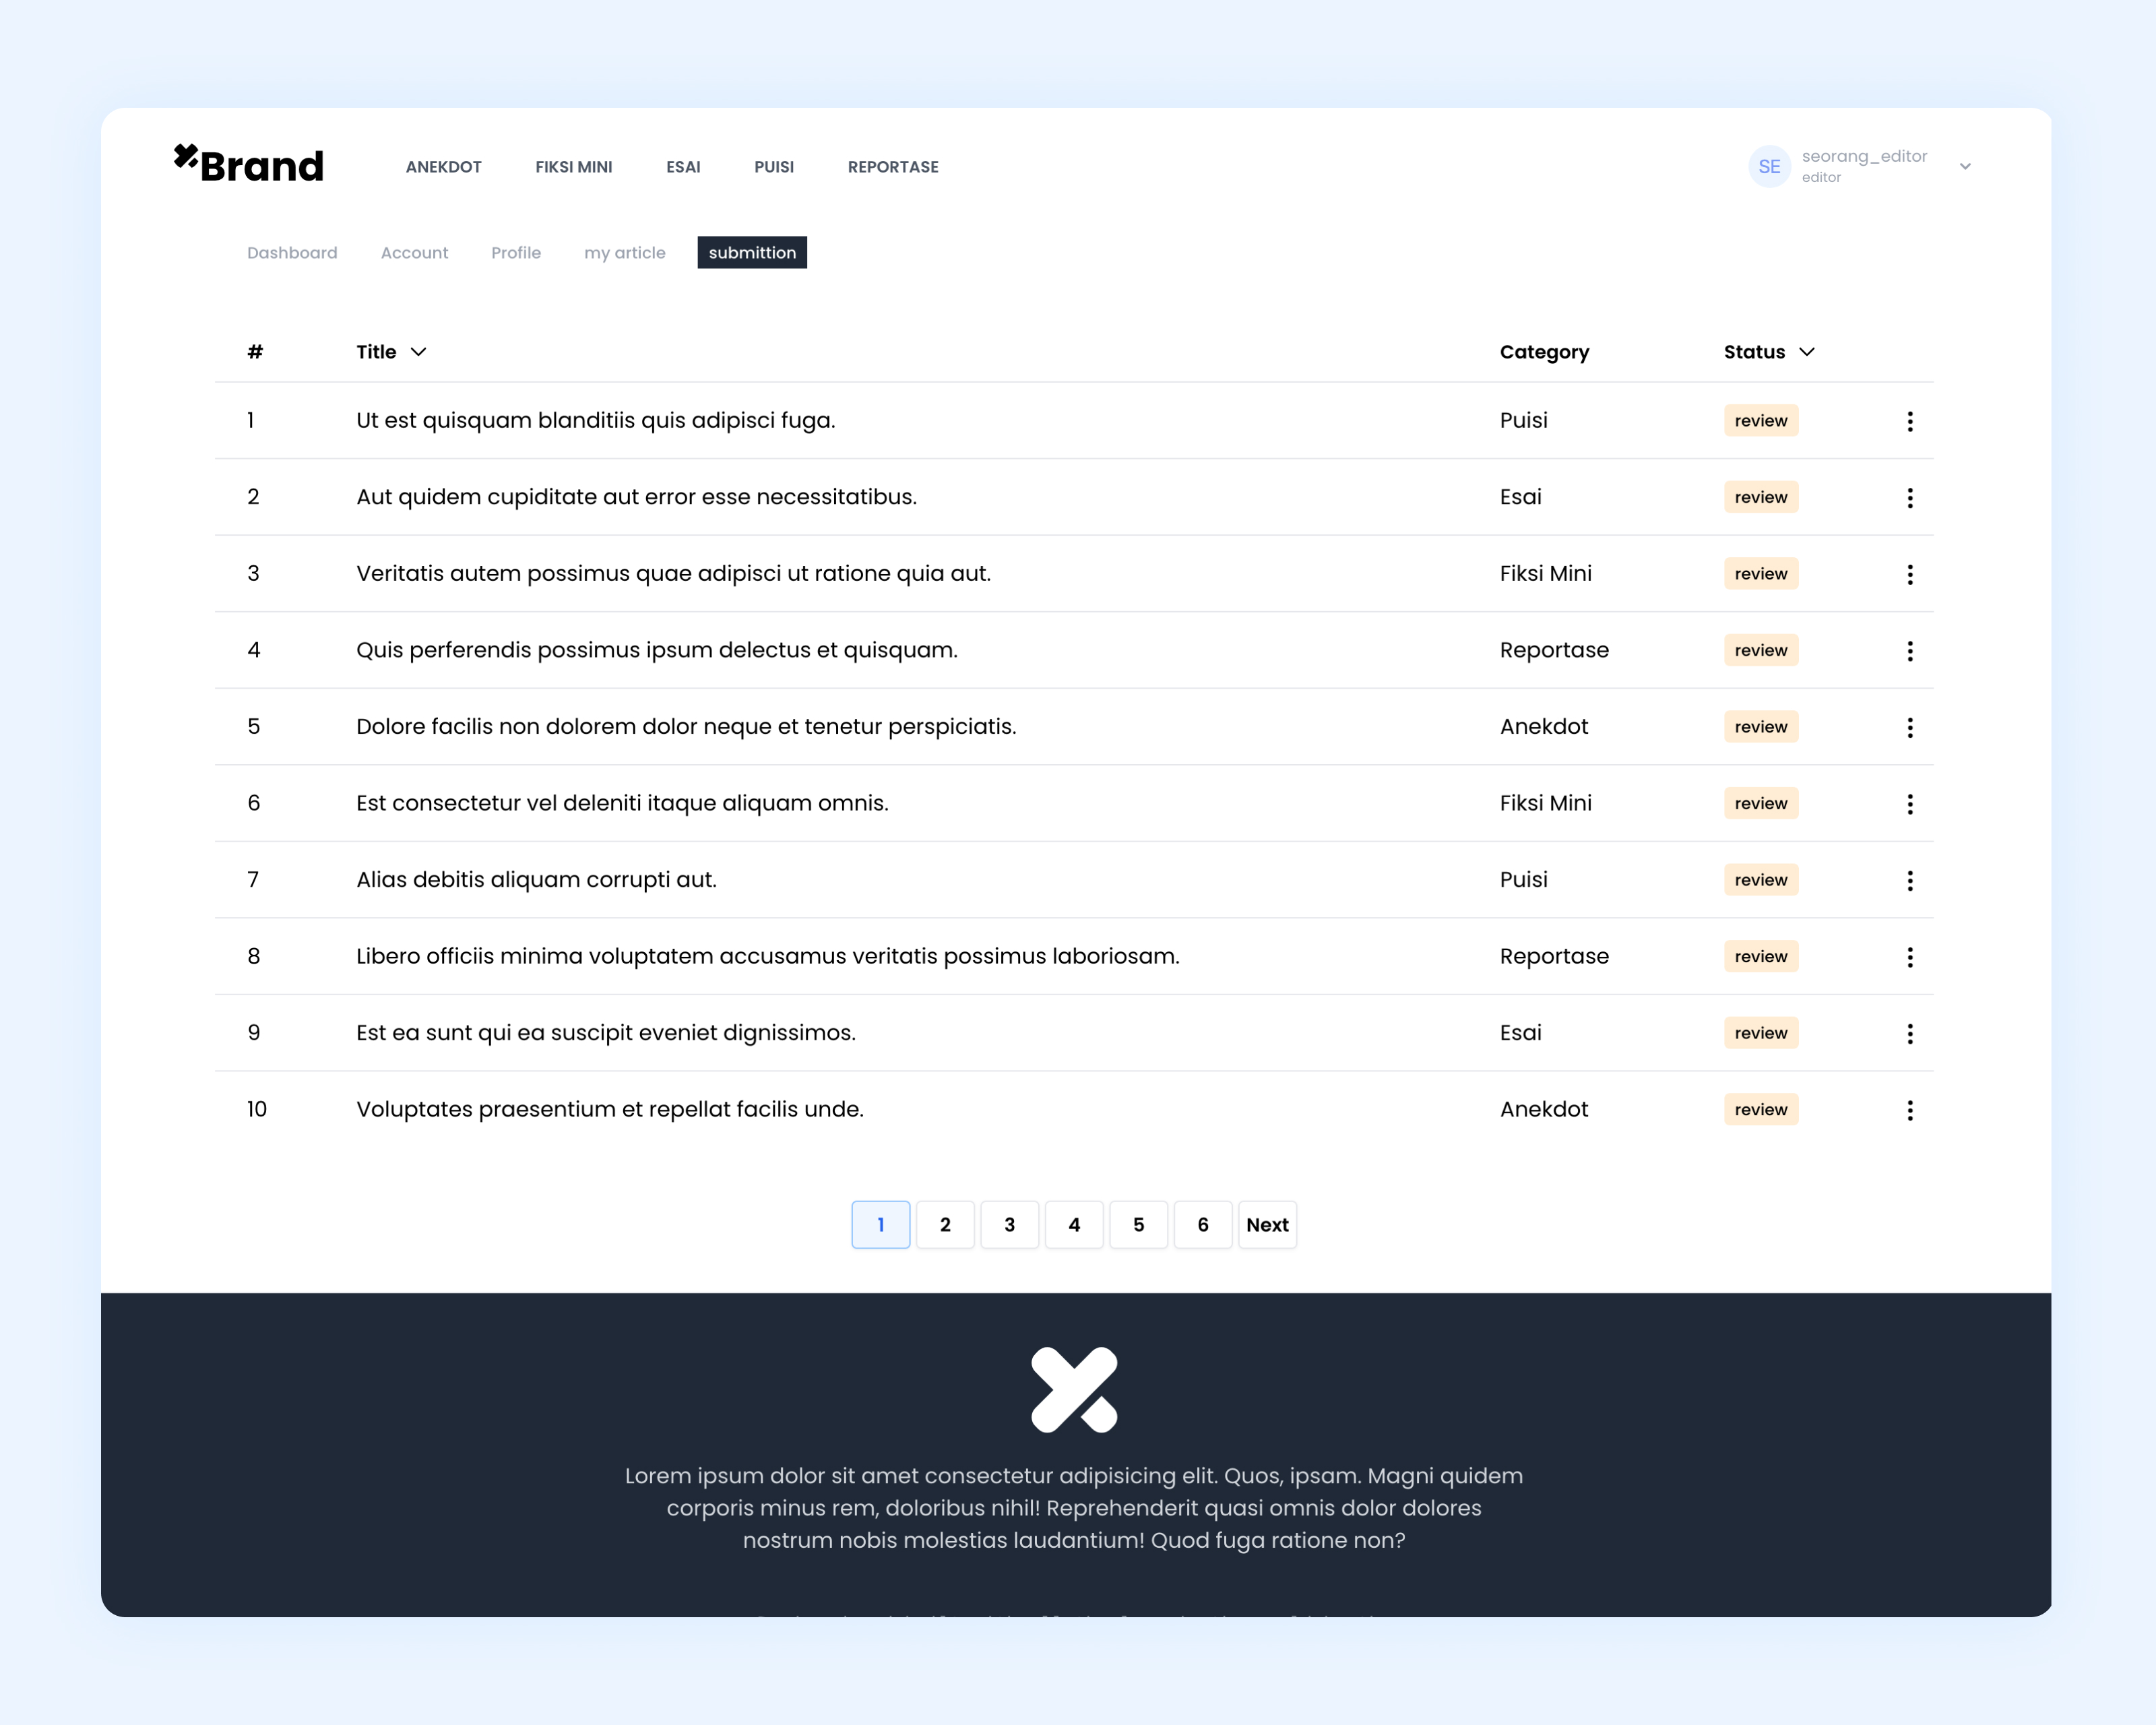 Brand ANEKDOT FIKSI MINI ESAI PUISI REPORTASE SE seorang_editor
editor
Dashboard Account Profile my article submittion
# Title Category Status
1 Ut est quisquam blanditiis quis adipisci fuga. Puisi review
2 Aut quidem cupiditate aut error esse necessitatibus. Esai review
3 Veritatis autem possimus quae adipisci ut ratione quia aut. Fiksi Mini review
4 Quis perferendis possimus ipsum delectus et quisquam. Reportase review
5 Dolore facilis non dolorem dolor neque et tenetur perspiciatis. Anekdot review
6 Est consectetur vel deleniti itaque aliquam omnis. Fiksi Mini review
7 Alias debitis aliquam corrupti aut. Puisi review
8 Libero officiis minima voluptatem accusamus veritatis possimus laboriosam. Reportase review
9 Est ea sunt qui ea suscipit eveniet dignissimos. Esai review
10 Voluptates praesentium et repellat facilis unde. Anekdot review
1 2 3 4 5 6 Next
Lorem ipsum dolor sit amet consectetur adipisicing elit. Quos, ipsam. Magni quidem
corporis minus rem, doloribus nihil! Reprehenderit quasi omnis dolor dolores
nostrum nobis molestias laudantium! Quod fuga ratione non?